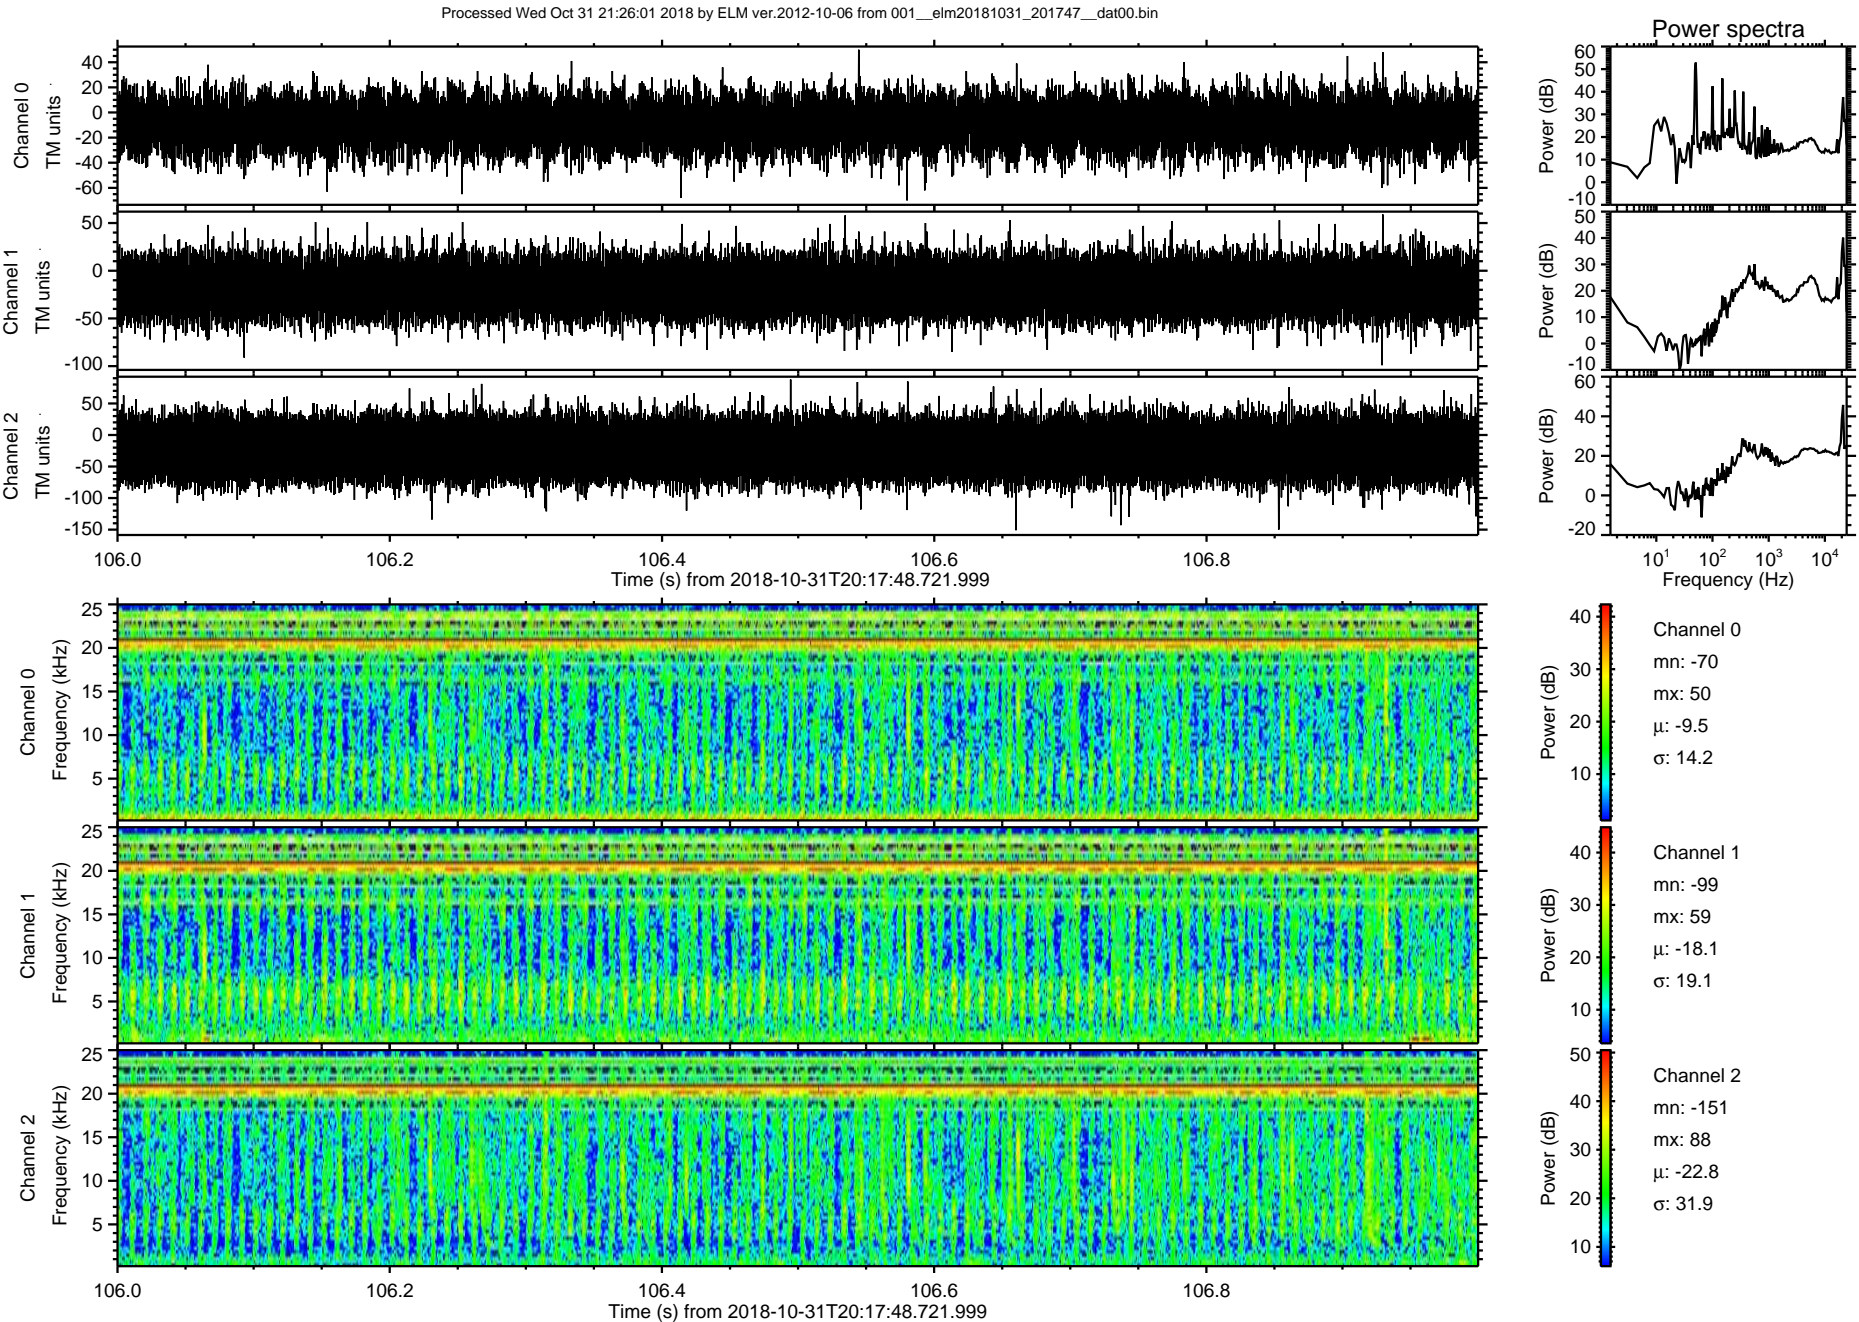 Processed Wed Oct 31 21:26:01 2018 by ELM ver.2012-10-06 from 001__elm20181031_201747__dat00.bin
Power spectra
Channel 0
TM units
40
20
0
-20
-40
-60
Power (dB)
60
50
40
30
20
10
0
-10
Channel 1
TM units
50
0
-50
-100
Power (dB)
50
40
30
20
10
0
-10
Channel 2
TM units
50
0
-50
-100
-150
Power (dB)
60
40
20
0
-20
106.0 106.2 106.4 106.6 106.8
Time (s) from 2018-10-31T20:17:48.721.999
10^1 10^2 10^3 10^4
Frequency (Hz)
Channel 0
Frequency (kHz)
25
20
15
10
5
Power (dB)
40
30
20
10
Channel 0
mn: -70
mx: 50
μ: -9.5
σ: 14.2
Channel 1
Frequency (kHz)
25
20
15
10
5
Power (dB)
40
30
20
10
Channel 1
mn: -99
mx: 59
μ: -18.1
σ: 19.1
Channel 2
Frequency (kHz)
25
20
15
10
5
Power (dB)
50
40
30
20
10
Channel 2
mn: -151
mx: 88
μ: -22.8
σ: 31.9
106.0 106.2 106.4 106.6 106.8
Time (s) from 2018-10-31T20:17:48.721.999